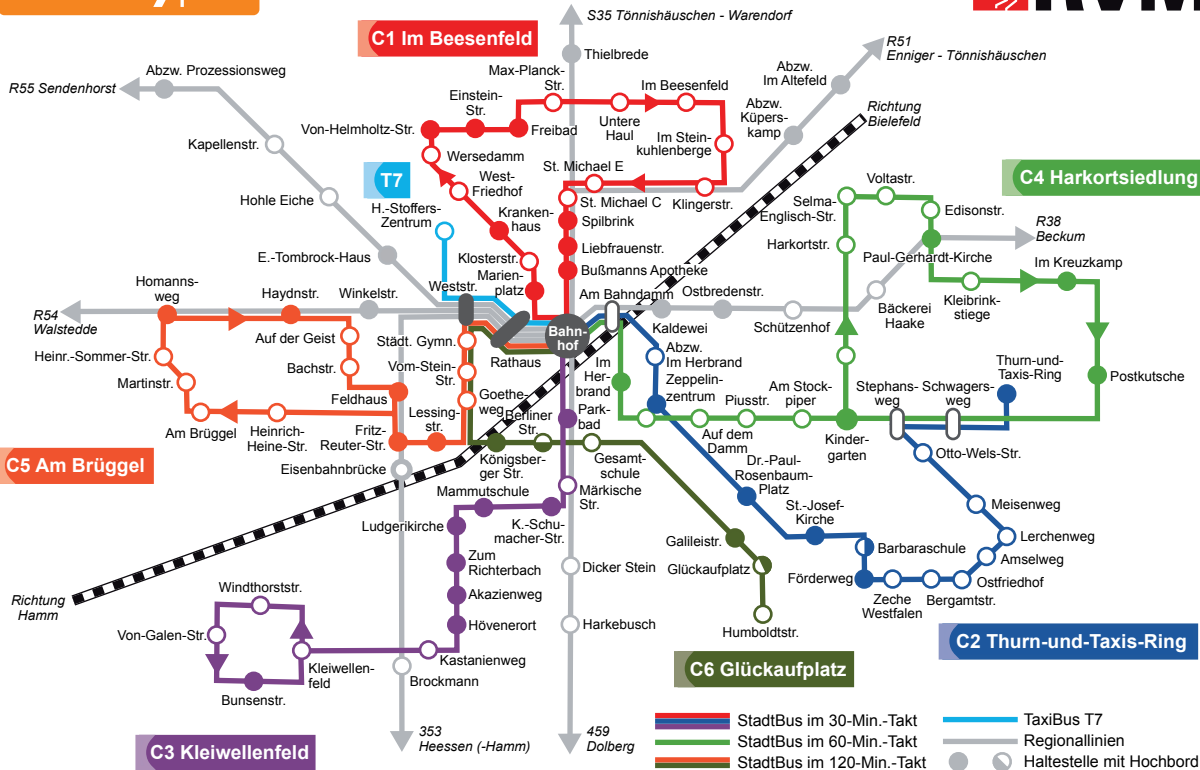 S35 Tönnishäuschen - Warendorf
C1 Im Beesenfeld
R51
Enniger - Tönnishäuschen
Thielbrede
Abzw. Prozessionsweg
R55 Sendenhorst
Max-Planck-
Str.
Im Beesenfeld
Abzw.
Im Altefeld
Einstein-
Str.
Von-Helmholtz-Str.
Freibad
Untere
Haul
Abzw.
Küpers-
kamp
Richtung
Bielefeld
Im Stein-
kuhlenberge
Kapellenstr.
Wersedamm
St. Michael E
T7
West-
Friedhof
Voltastr.
C4 Harkortsiedlung
Hohle Eiche
H.-Stoffers-
Zentrum
St. Michael C
Klingerstr.
Selma-
Englisch-Str.
Edisonstr.
Kranken-
haus
Spilbrink
R38
Beckum
E.-Tombrock-Haus
Klosterstr.
Liebfrauenstr.
Harkortstr.
Paul-Gerhardt-Kirche
Im Kreuzkamp
Marien-
platz
Bußmanns Apotheke
Homanns-
weg
Haydnstr.
Winkelstr.
Weststr.
Am Bahndamm
Ostbredenstr.
Kleibrink-
stiege
R54
Walstedde
Bäckerei
Haake
Kaldewei
Schützenhof
Auf der Geist
Städt. Gymn.
Rathaus
Bahn-
hof
Heinr.-Sommer-Str.
Abzw.
Im Herbrand
Bachstr.
Vom-Stein-
Str.
Im
Her-
brand
Thurn-und-
Taxis-Ring
Martinstr.
Zeppelin-
zentrum
Piusstr.
Am Stock-
piper
Stephans-
weg
Schwagers-
weg
Postkutsche
Feldhaus
Goethe-
weg
Am Brüggel
Heinrich-
Heine-Str.
Fritz-
Reuter-Str.
Lessing-
str.
Berliner
Str.
Park-
bad
Auf dem
Damm
Kinder-
garten
Otto-Wels-Str.
C5 Am Brüggel
Eisenbahnbrücke
Königsber-
ger Str.
Gesamt-
schule
Dr.-Paul-
Rosenbaum-
Platz
Mammutschule
Märkische
Str.
Meisenweg
Ludgerikirche
K.-Schu-
macher-Str.
St.-Josef-
Kirche
Lerchenweg
Galileistr.
Barbaraschule
Amselweg
Zum
Richterbach
Dicker Stein
Glückaufplatz
Förderweg
Zeche
Westfalen
Bergamtstr.
Ostfriedhof
Richtung
Hamm
Windthorststr.
Akazienweg
Hövenerort
Harkebusch
Humboldtstr.
Von-Galen-Str.
C2 Thurn-und-Taxis-Ring
Kastanienweg
Kleiwellen-
feld
Brockmann
C6 Glückaufplatz
Bunsenstr.
C3 Kleiwellenfeld
353
Heessen (-Hamm)
459
Dolberg
StadtBus im 30-Min.-Takt
StadtBus im 60-Min.-Takt
StadtBus im 120-Min.-Takt
TaxiBus T7
Regionallinien
Haltestelle mit Hochbord